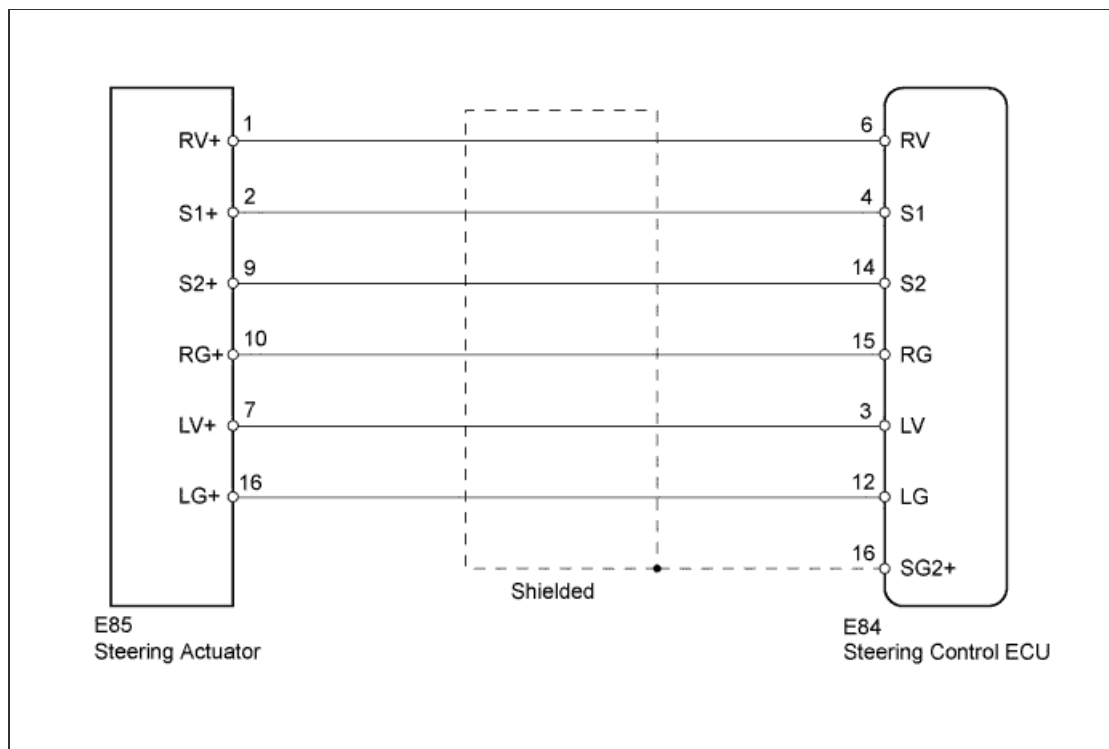 1 6
RV+ RV
2 4
S1+ S1
9 14
S2+ S2
10 15
RG+ RG
7 3
LV+ LV
16 12
LG+ LG
16
SG2+
Shielded
E85
Steering Actuator
E84
Steering Control ECU